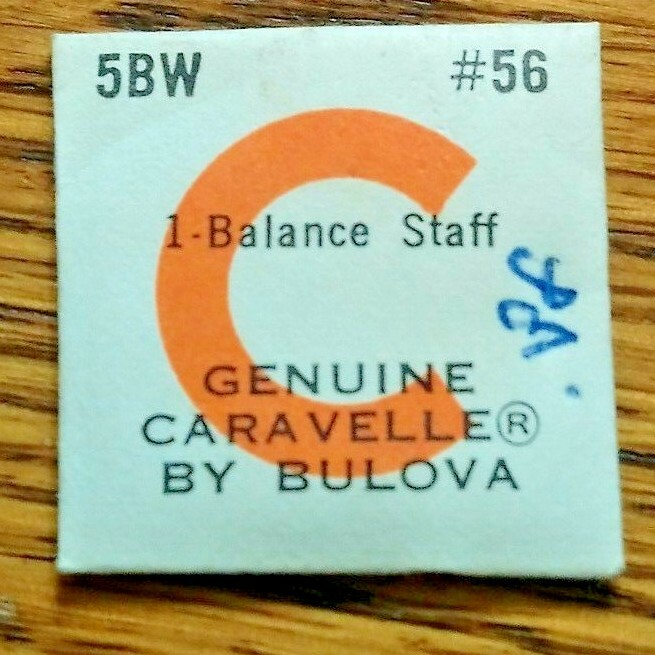 5BW #56
1-Balance Staff
GENUINE
CARAVELLE®
BY BULOVA